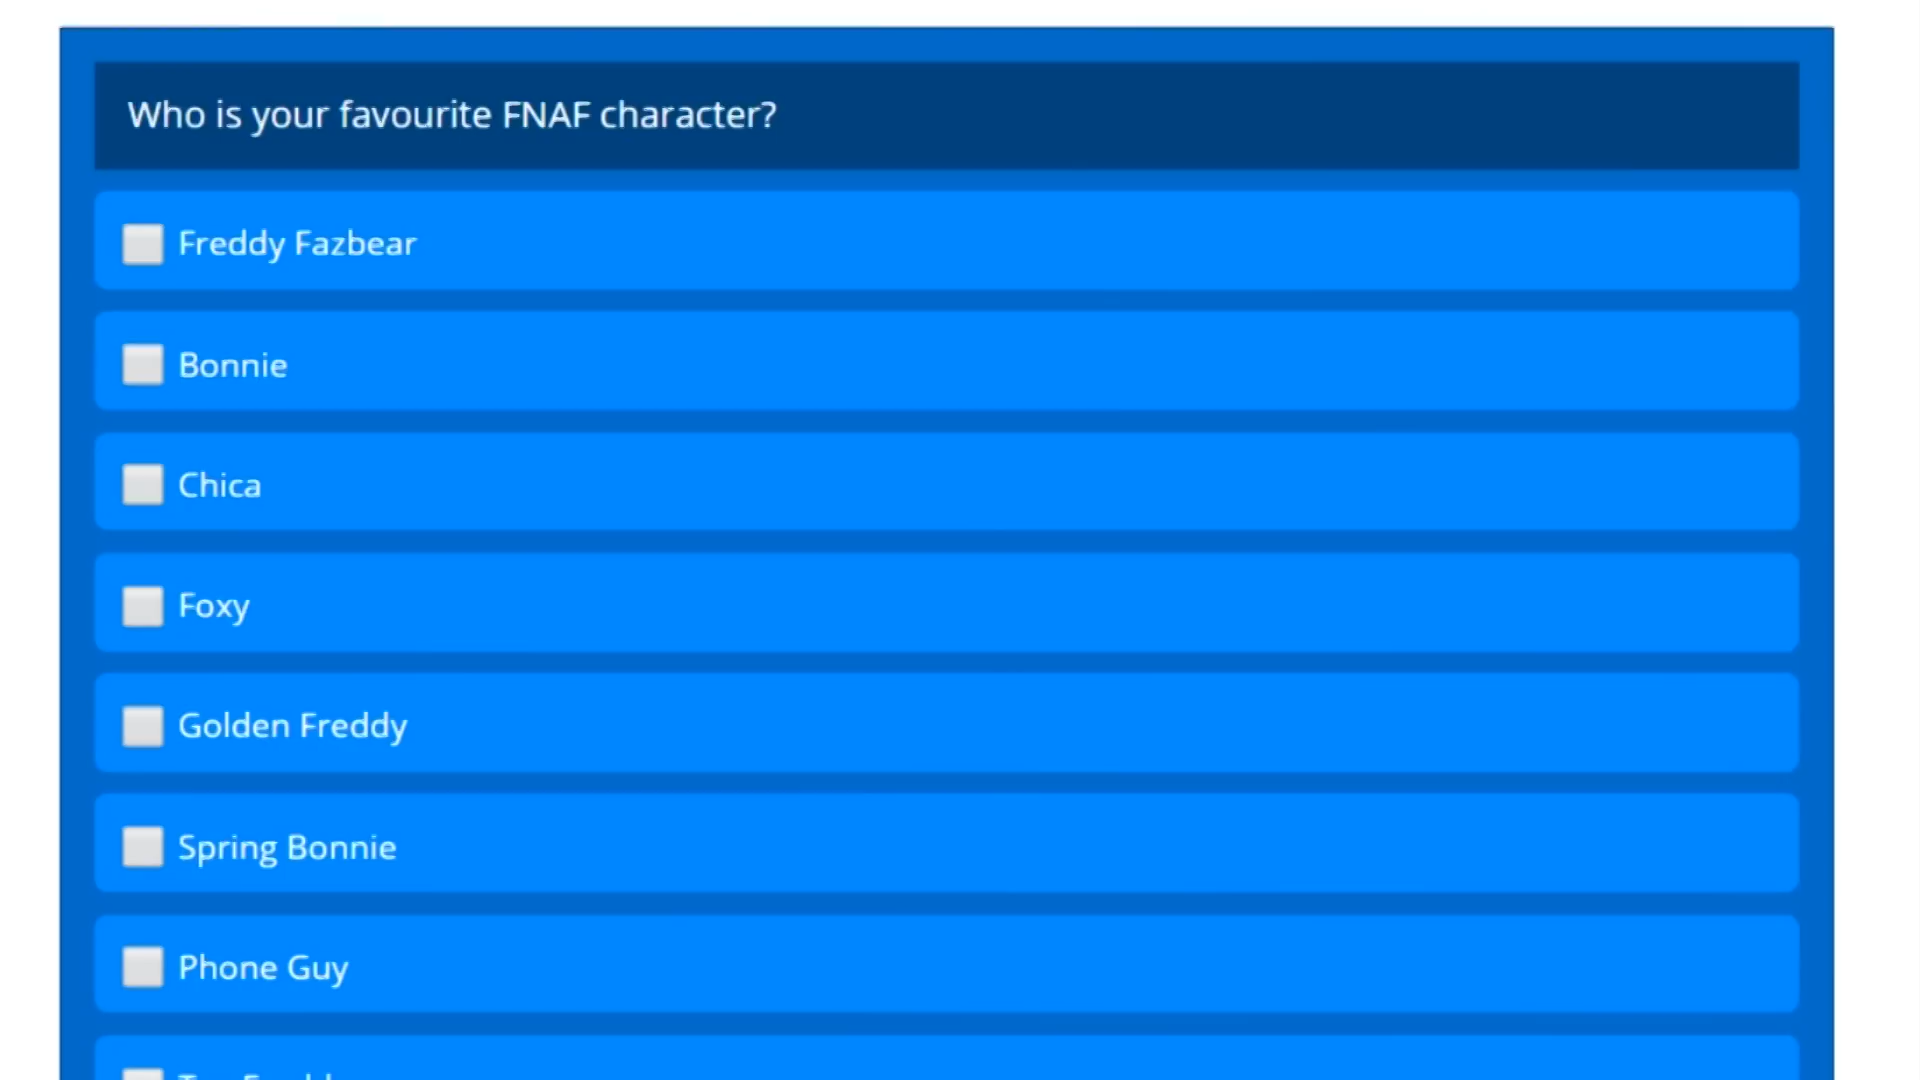 Who is your favourite FNAF character?
Freddy Fazbear
Bonnie
Chica
Foxy
Golden Freddy
Spring Bonnie
Phone Guy